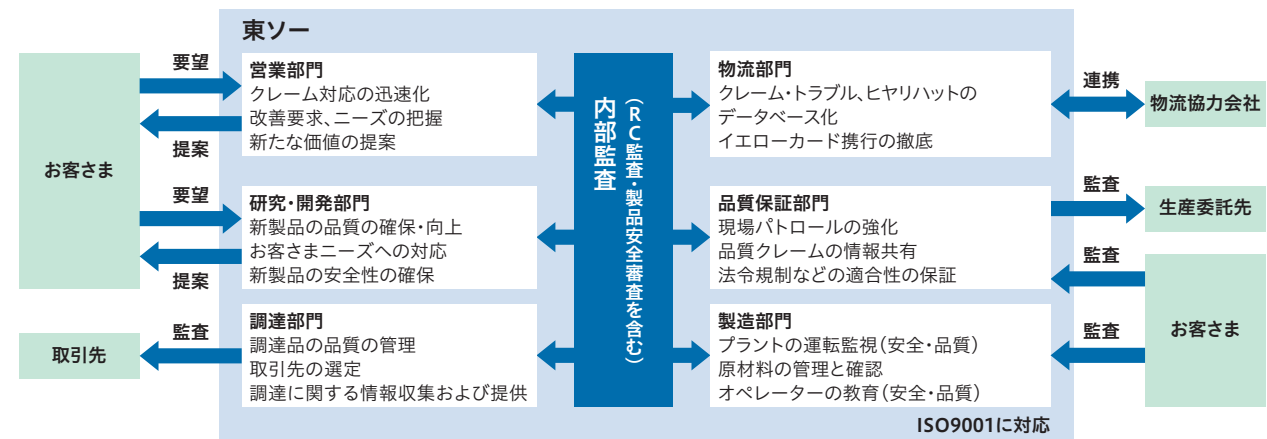 東ソー
お客さま
要望
提案
営業部門
クレーム対応の迅速化
改善要求、ニーズの把握
新たな価値の提案
要望
提案
研究・開発部門
新製品の品質の確保・向上
お客さまニーズへの対応
新製品の安全性の確保
取引先
監査
調達部門
調達品の品質の管理
取引先の選定
調達に関する情報収集および提供
内部監査
（RC監査・製品安全審査を含む）
物流部門
クレーム・トラブル、ヒヤリハットの
データベース化
イエローカード携行の徹底
連携
物流協力会社
品質保証部門
現場パトロールの強化
品質クレームの情報共有
法令規制などの適合性の保証
監査
生産委託先
監査
製造部門
プラントの運転監視（安全・品質）
原材料の管理と確認
オペレーターの教育（安全・品質）
監査
お客さま
ISO9001に対応